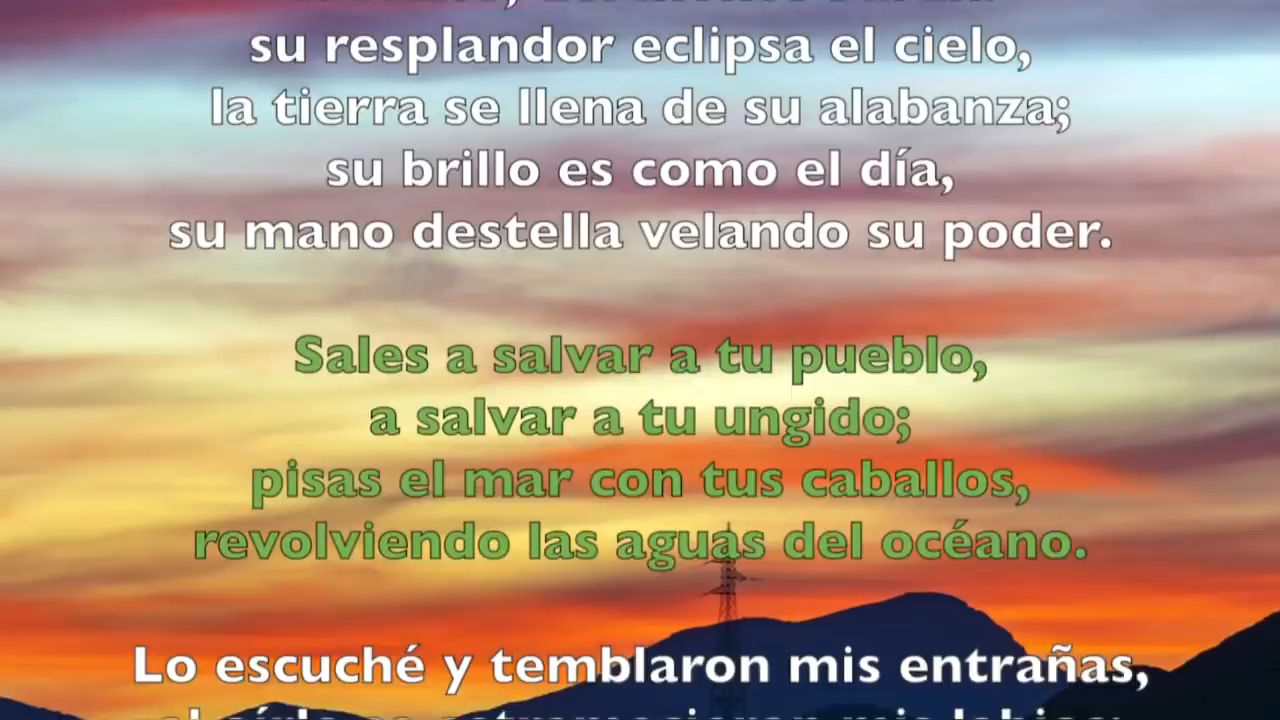 su resplandor eclipsa el cielo,
la tierra se llena de su alabanza;
su brillo es como el día,
su mano destella velando su poder.
Sales a salvar a tu pueblo,
a salvar a tu ungido;
pisas el mar con tus caballos,
revolviendo las aguas del océano.
Lo escuché y temblaron mis entrañas,